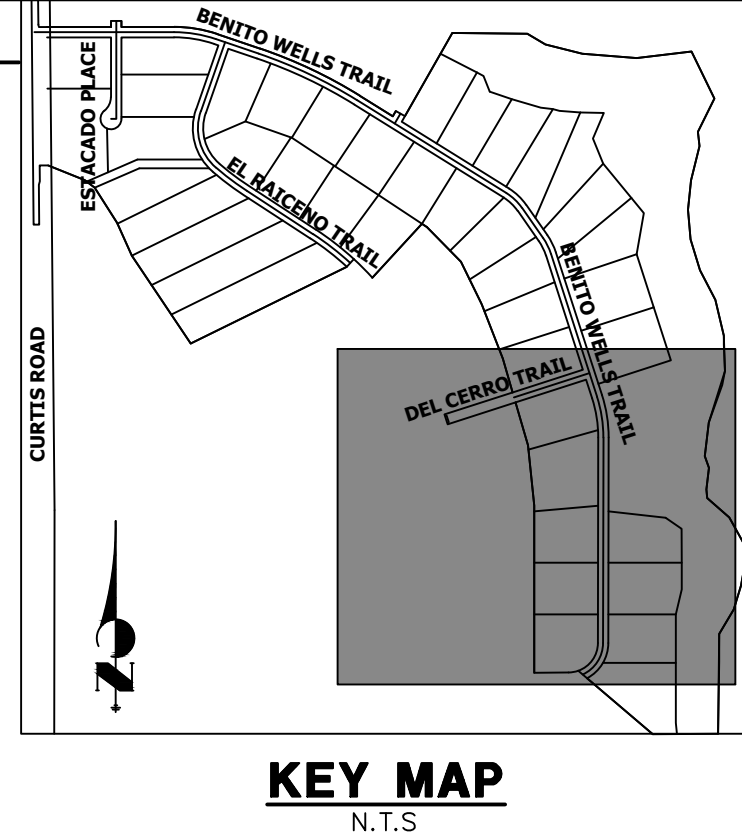 BENITO WELLS TRAIL
ESTACADO PLACE
EL RAICENO TRAIL
BENITO WELLS TRAIL
DEL CERRO TRAIL
CURTIS ROAD
N
KEY MAP
N.T.S